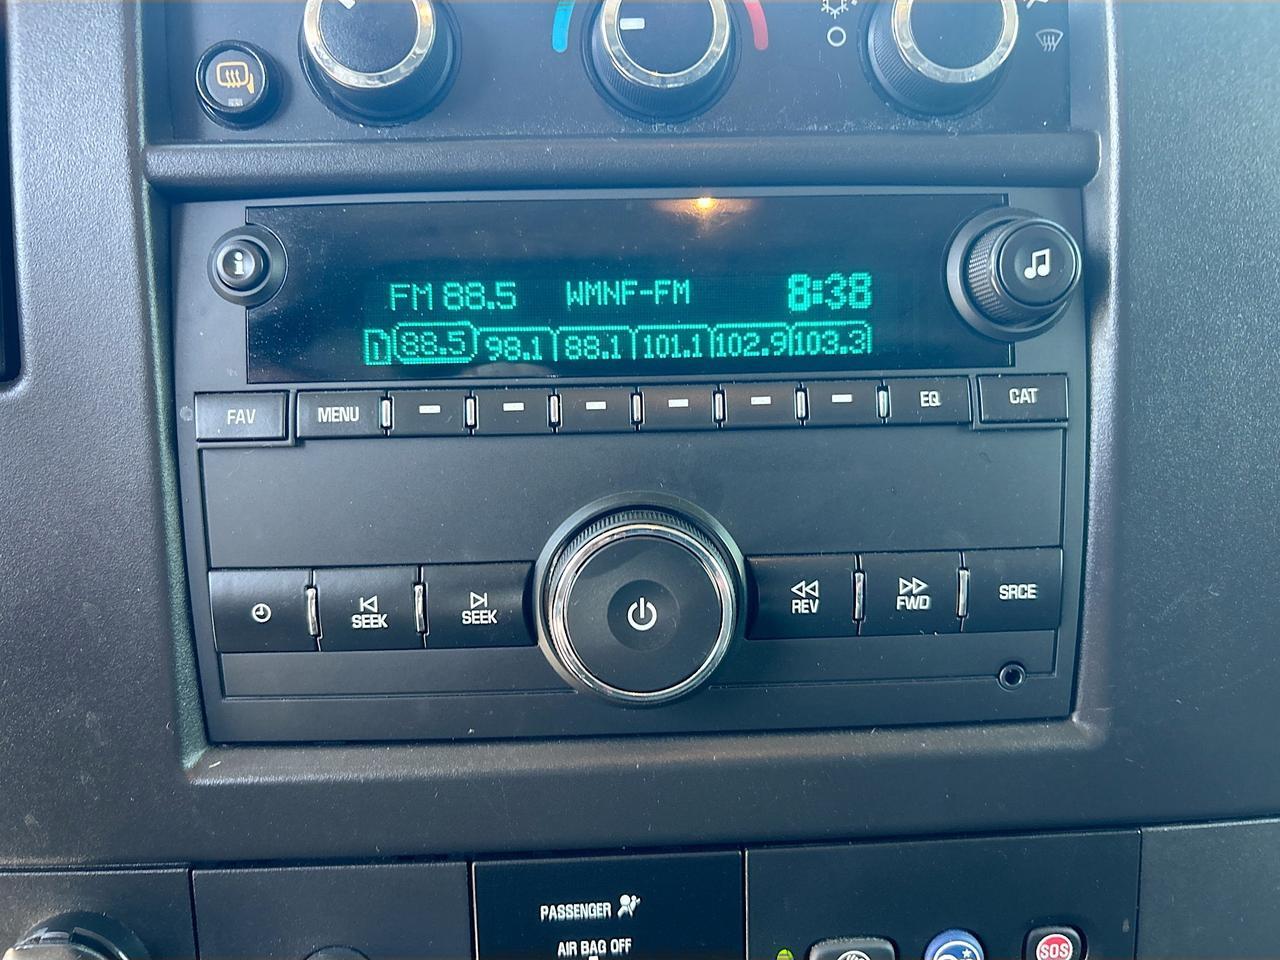 i
FM 88.5 WMNF-FM 8:38
D 88.5 98.1 88.1 101.1 102.9 103.3
FAV MENU EQ CAT
SEEK SEEK REV FWD SRCE
PASSENGER
AIR BAG OFF
SOS